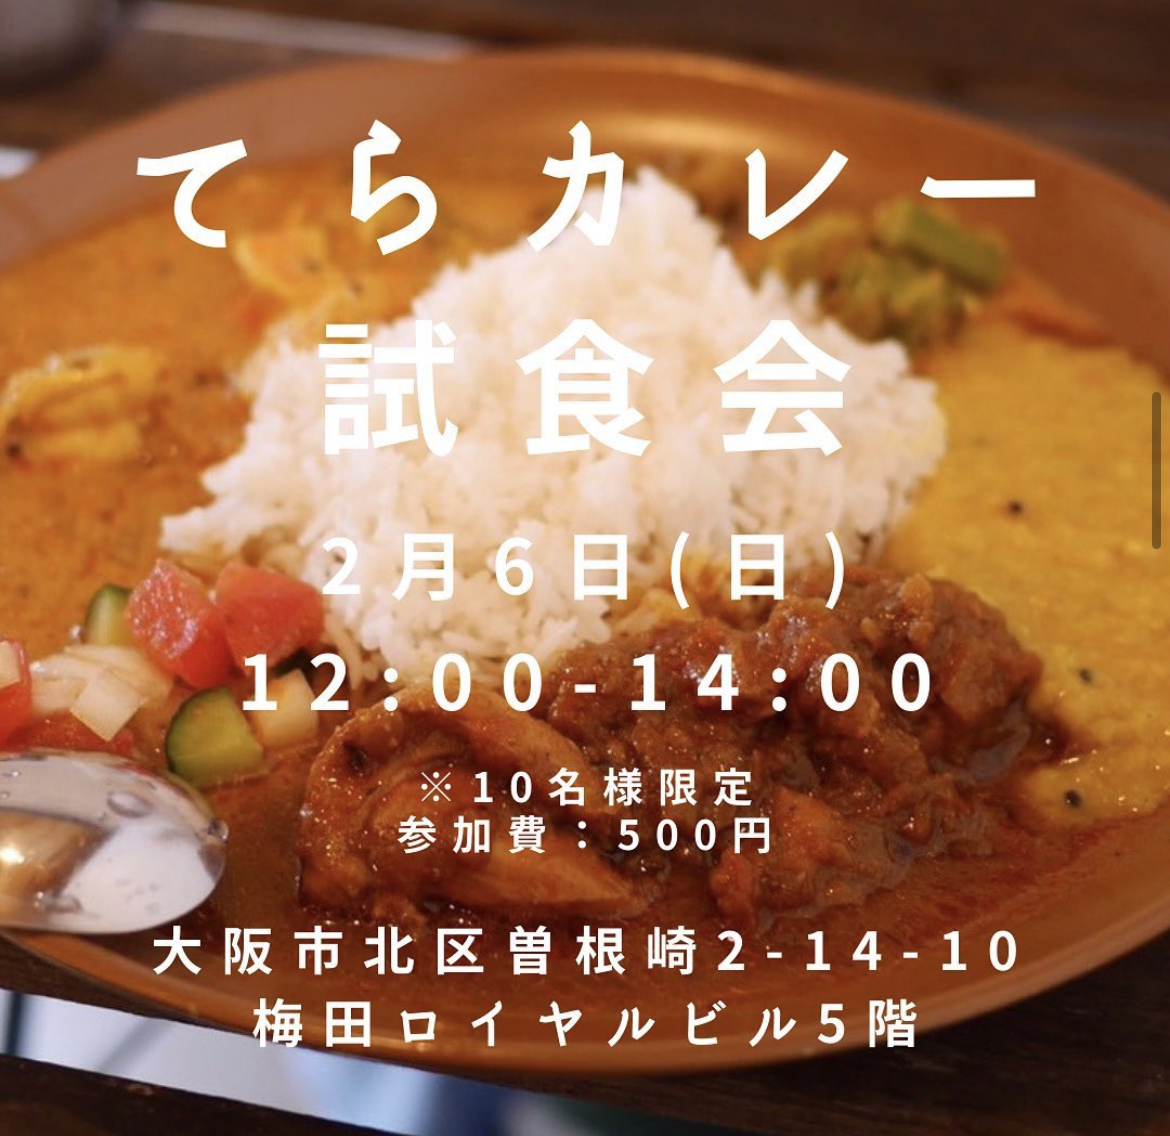 てらカレー
試食会
2月6日(日)
12:00-14:00
※10名様限定
参加費：500円
大阪市北区曽根崎2-14-10
梅田ロイヤルビル5階